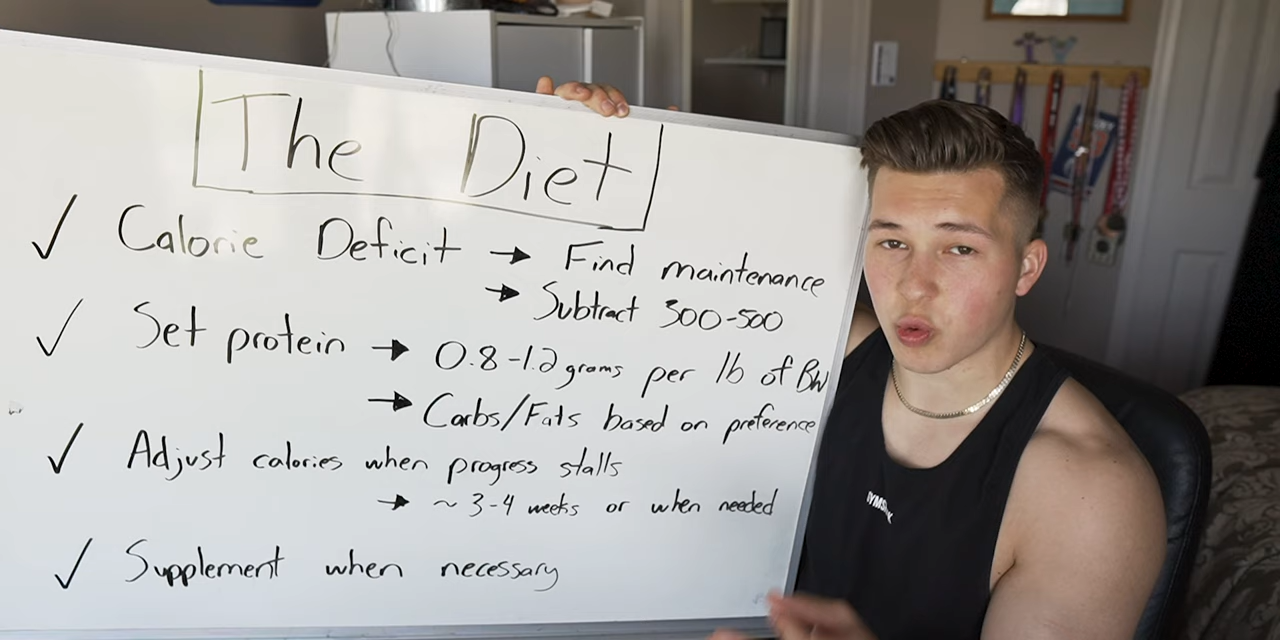 The Diet
✓ Calorie Deficit → Find maintenance
→ Subtract 300-500
✓ Set protein → 0.8-1.2 grams per lb of BW
→ Carbs/Fats based on preference
✓ Adjust calories when progress stalls
→ ~ 3-4 weeks or when needed
✓ Supplement when necessary